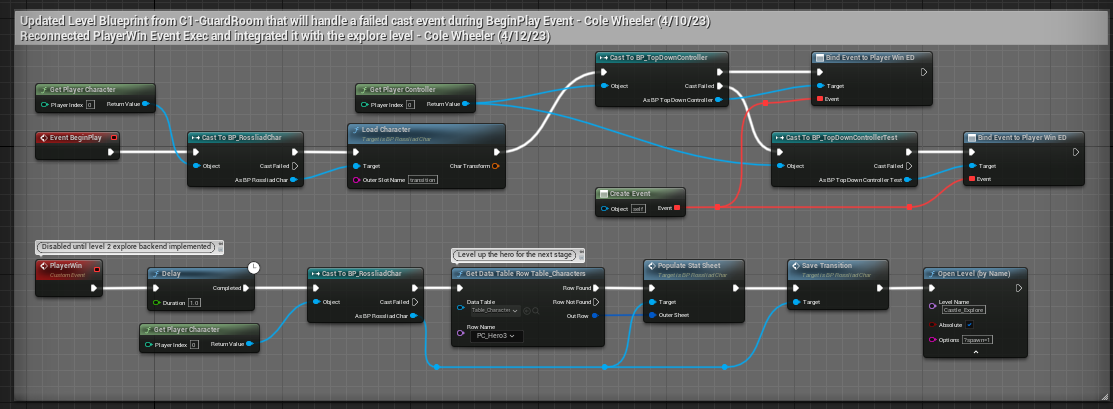 Updated Level Blueprint from C1-GuardRoom that will handle a failed cast event during BeginPlay Event - Cole Wheeler (4/10/23)
Reconnected PlayerWin Event Exec and integrated it with the explore level - Cole Wheeler (4/12/23)
Get Player Character
Player Index 0 Return Value
Event BeginPlay
Cast To BP_RossliadChar
Object Cast Failed
As BP Rossliad Char
Get Player Controller
Player Index 0 Return Value
Load Character
Target is BP Rossliad Char
Target Char Transform
Outer Slot Name transition
Cast To BP_TopDownController
Object Cast Failed
As BP Top Down Controller
Bind Event to Player Win ED
Target
Event
Cast To BP_TopDownControllerTest
Object Cast Failed
As BP Top Down Controller Test
Bind Event to Player Win ED
Target
Event
Create Event
Object self Event
Disabled until level 2 explore backend implemented
PlayerWin
Custom Event
Delay
Completed
Duration 1.0
Get Player Character
Player Index 0 Return Value
Cast To BP_RossliadChar
Object Cast Failed
As BP Rossliad Char
Level up the hero for the next stage
Get Data Table Row Table_Characters
Row Found
Data Table Row Not Found
Table_Character
Out Row
Row Name
PC_Hero3
Populate Stat Sheet
Target is BP Rossliad Char
Target
Outer Sheet
Save Transition
Target is BP Rossliad Char
Target
Open Level (by Name)
Level Name
Castle_Explore
Absolute
Options ?spawn=1